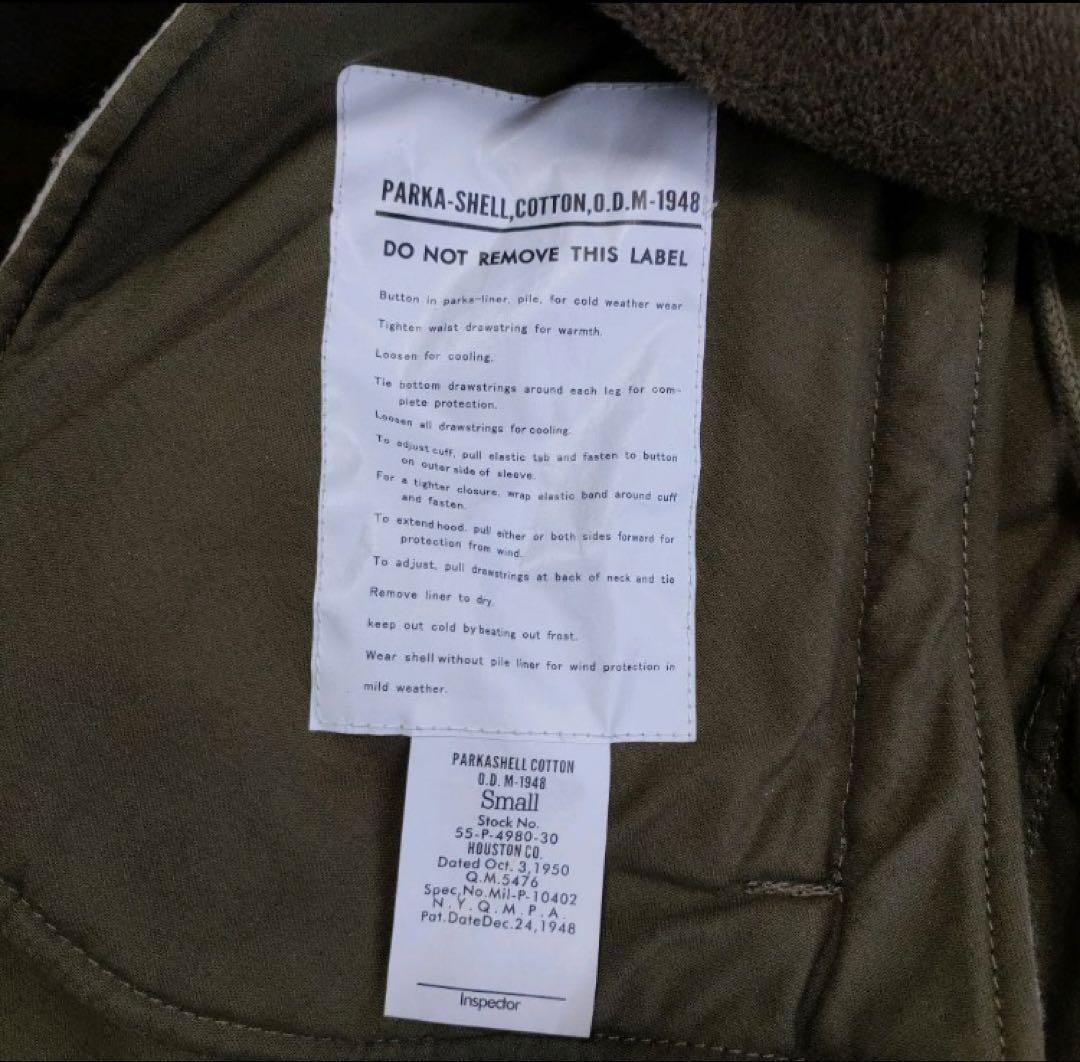 PARKA-SHELL,COTTON,O.D.M-1948
DO NOT REMOVE THIS LABEL
Button in parka-liner, pile, for cold weather wear
Tighten waist drawstring for warmth.
Loosen for cooling.
Tie bottom drawstrings around each leg for com-
plete protection.
Loosen all drawstrings for cooling.
To adjust cuff, pull elastic tab and fasten to button
on outer side of sleeve.
For a tighter closure, wrap elastic band around cuff
and fasten.
To extend hood, pull either or both sides forward for
protection from wind.
To adjust, pull drawstrings at back of neck and tie
Remove liner to dry.
keep out cold by beating out frost.
Wear shell without pile liner for wind protection in
mild weather.
PARKASHELL COTTON
O.D. M-1948
Small
Stock No.
55-P-4980-30
HOUSTON CO.
Dated Oct. 3,1950
Q.M.5476
Spec,No.Mil-P-10402
N.Y.Q.M.P.A.
Pat.DateDec.24,1948
Inspector